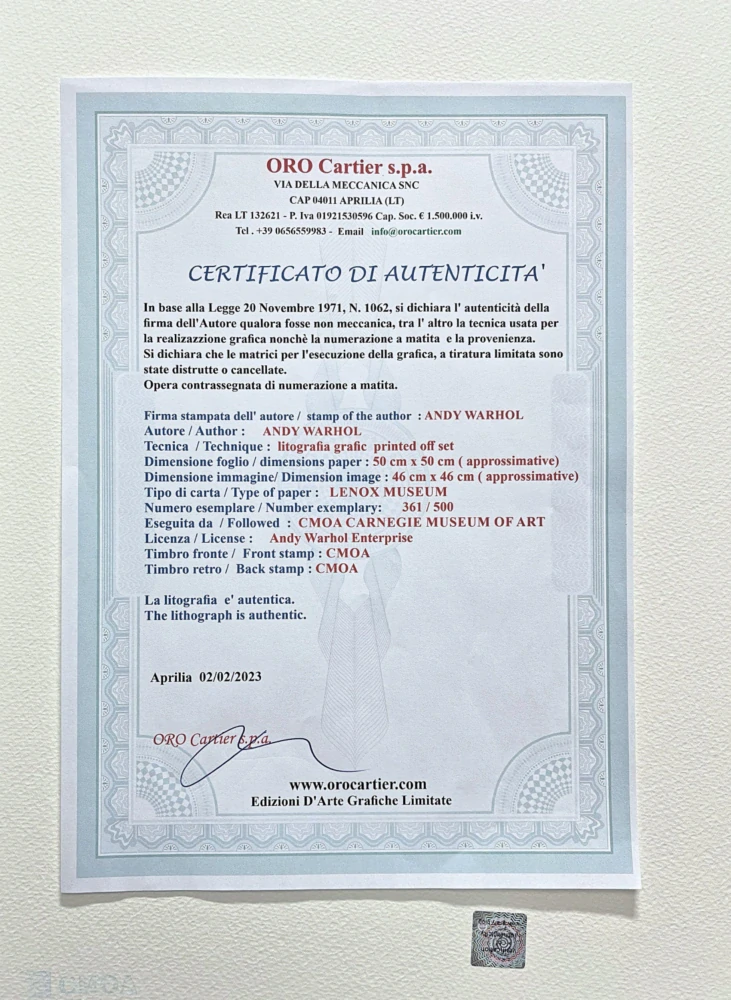 ORO Cartier s.p.a.
VIA DELLA MECCANICA SNC
CAP 04011 APRILIA (LT)
Rea LT 132621 - P. Iva 01921530596 Cap. Soc. € 1.500.000 i.v.
Tel . +39 0656559983 - Email info@orocartier.com
CERTIFICATO DI AUTENTICITA'
In base alla Legge 20 Novembre 1971, N. 1062, si dichiara l' autenticità della
firma dell'Autore qualora fosse non meccanica, tra l' altro la tecnica usata per
la realizazzione grafica nonchè la numerazione a matita e la provenienza.
Si dichiara che le matrici per l'esecuzione della grafica, a tiratura limitata sono
state distrutte o cancellate.
Opera contrassegnata di numerazione a matita.
Firma stampata dell' autore / stamp of the author : ANDY WARHOL
Autore / Author : ANDY WARHOL
Tecnica / Technique : litografia grafic printed off set
Dimensione foglio / dimensions paper : 50 cm x 50 cm ( approssimative)
Dimensione immagine/ Dimension image : 46 cm x 46 cm ( approssimative)
Tipo di carta / Type of paper : LENOX MUSEUM
Numero esemplare / Number exemplary: 361 / 500
Eseguita da / Followed : CMOA CARNEGIE MUSEUM OF ART
Licenza / License : Andy Warhol Enterprise
Timbro fronte / Front stamp : CMOA
Timbro retro / Back stamp : CMOA
La litografia e' autentica.
The lithograph is authentic.
Aprilia 02/02/2023
ORO Cartier s.p.a.
www.orocartier.com
Edizioni D'Arte Grafiche Limitate
CMOA